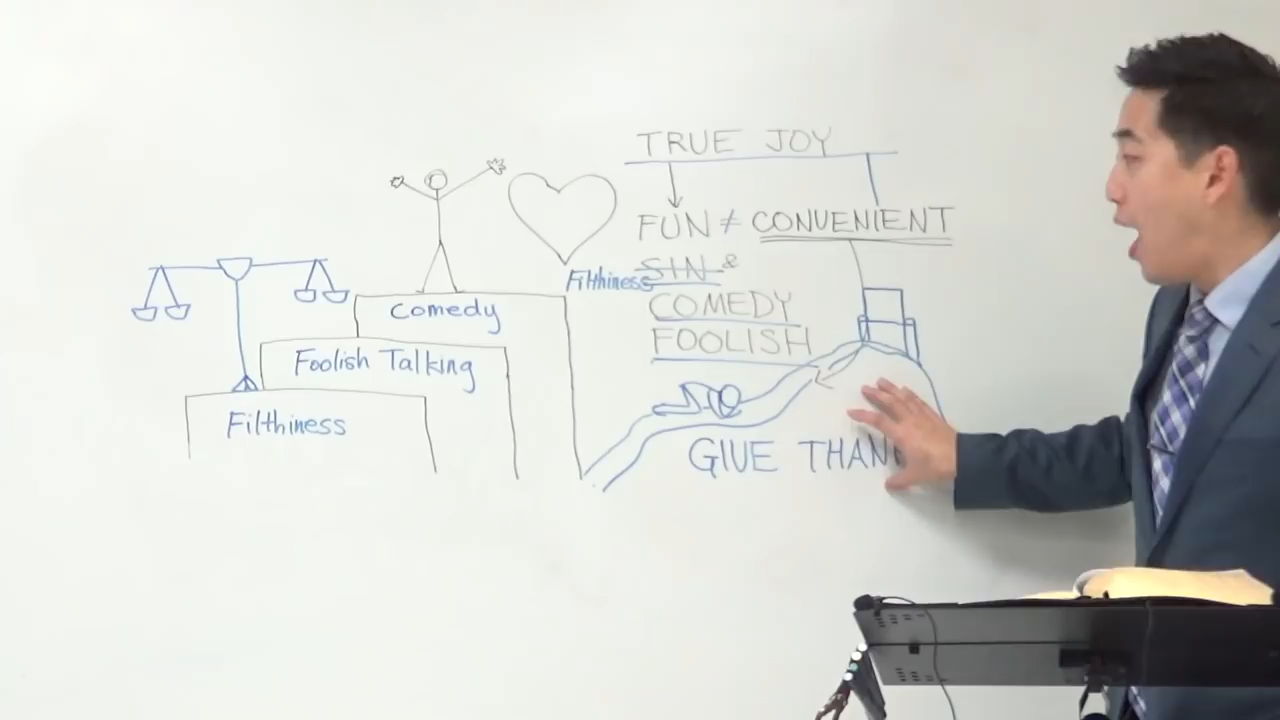 TRUE JOY
FUN ≠ CONVENIENT
SIN &
Filthiness
COMEDY
FOOLISH
GIVE THAN
Comedy
Foolish Talking
Filthiness